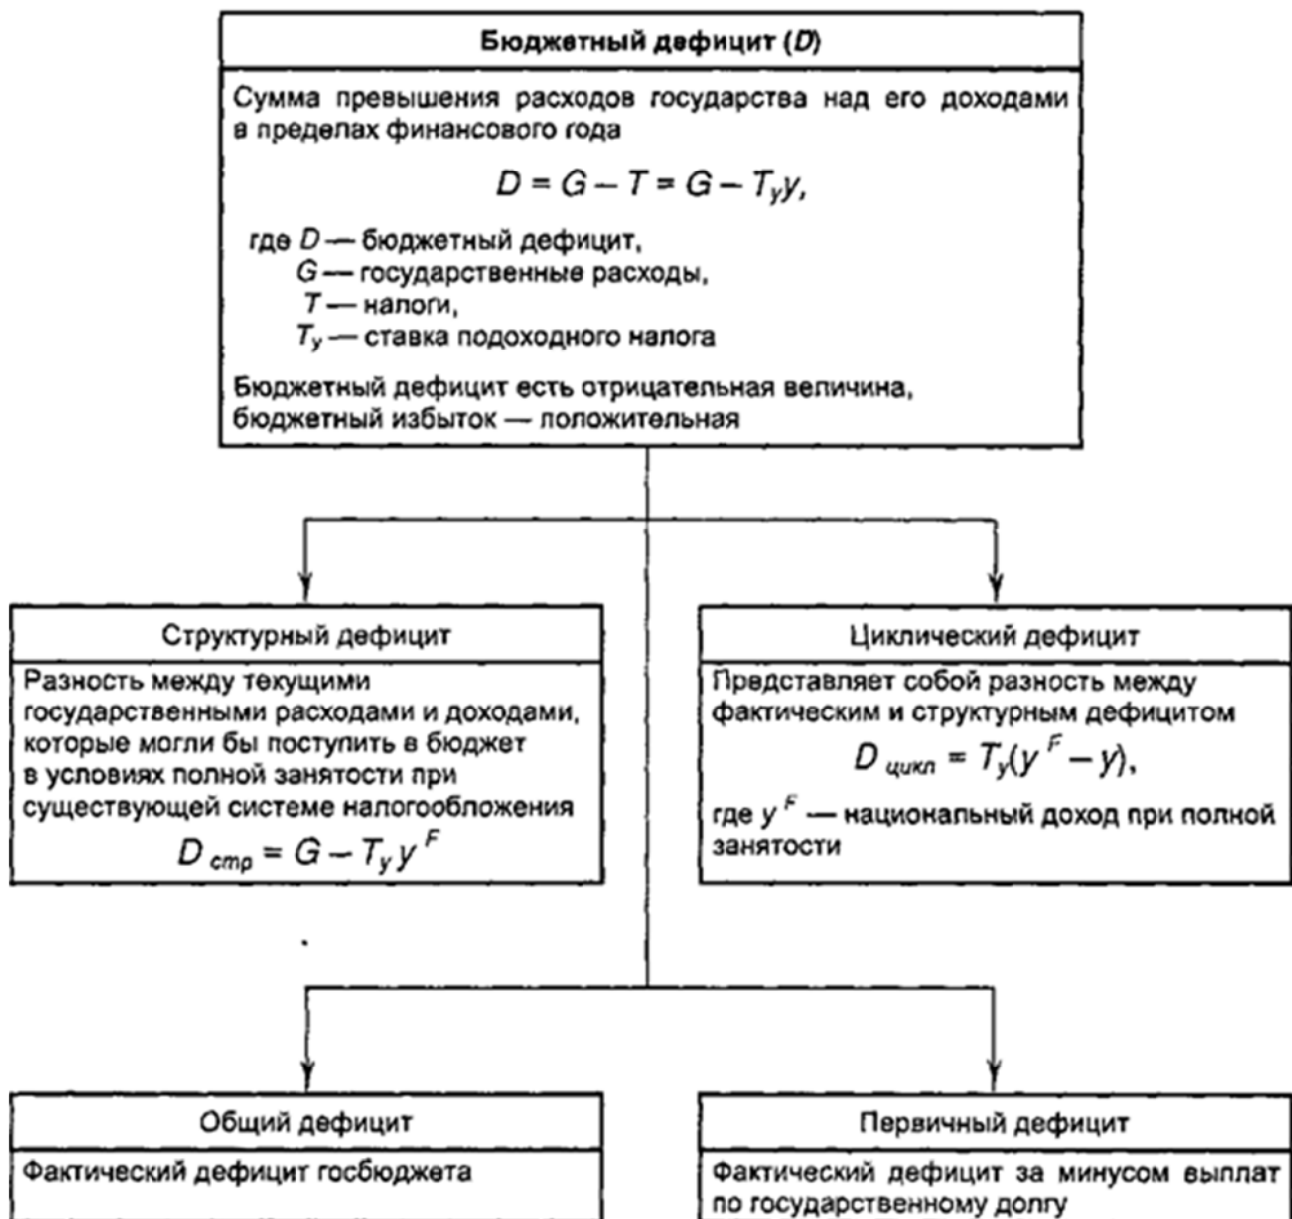 Бюджетный дефицит (D)
Сумма превышения расходов государства над его доходами
в пределах финансового года
D = G – T = G – Tᵧy,
где D — бюджетный дефицит,
G — государственные расходы,
T — налоги,
Tᵧ — ставка подоходного налога
Бюджетный дефицит есть отрицательная величина,
бюджетный избыток — положительная
Структурный дефицит
Разность между текущими
государственными расходами и доходами,
которые могли бы поступить в бюджет
в условиях полной занятости при
существующей системе налогообложения
D стр = G – Tᵧ y F
Циклический дефицит
Представляет собой разность между
фактическим и структурным дефицитом
D цикл = Tᵧ(y F – y),
где y F — национальный доход при полной
занятости
Общий дефицит
Фактический дефицит госбюджета
Первичный дефицит
Фактический дефицит за минусом выплат
по государственному долгу